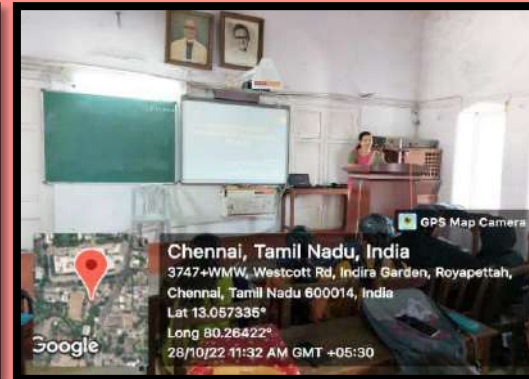 GPS Map Camera
Chennai, Tamil Nadu, India
3747+WMW, Westcott Rd, Indira Garden, Royapettah,
Chennai, Tamil Nadu 600014, India
Lat 13.057335°
Long 80.26422°
28/10/22 11:32 AM GMT +05:30
Google